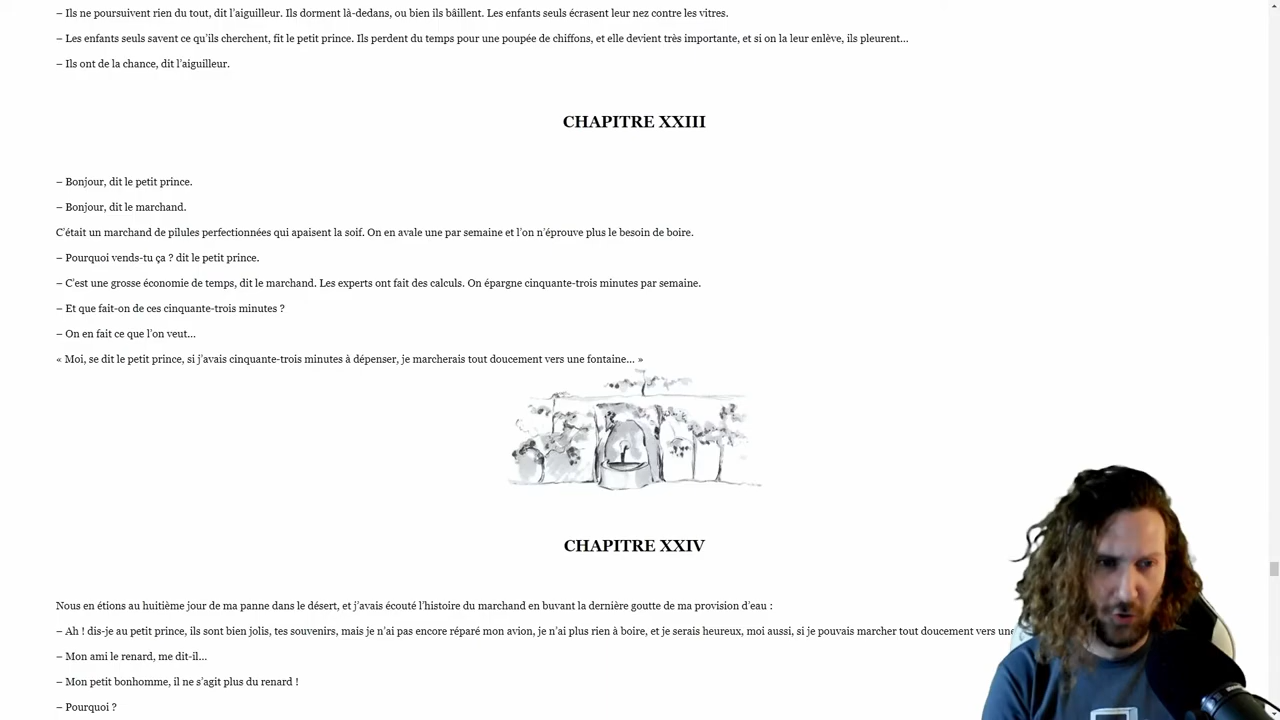 – Ils ne poursuivent rien du tout, dit l’aiguilleur. Ils dorment là-dedans, ou bien ils bâillent. Les enfants seuls écrasent leur nez contre les vitres.
– Les enfants seuls savent ce qu’ils cherchent, fit le petit prince. Ils perdent du temps pour une poupée de chiffons, et elle devient très importante, et si on la leur enlève, ils pleurent...
– Ils ont de la chance, dit l’aiguilleur.
CHAPITRE XXIII
– Bonjour, dit le petit prince.
– Bonjour, dit le marchand.
C’était un marchand de pilules perfectionnées qui apaisent la soif. On en avale une par semaine et l’on n’éprouve plus le besoin de boire.
– Pourquoi vends-tu ça ? dit le petit prince.
– C’est une grosse économie de temps, dit le marchand. Les experts ont fait des calculs. On épargne cinquante-trois minutes par semaine.
– Et que fait-on de ces cinquante-trois minutes ?
– On en fait ce que l’on veut...
« Moi, se dit le petit prince, si j’avais cinquante-trois minutes à dépenser, je marcherais tout doucement vers une fontaine... »
CHAPITRE XXIV
Nous en étions au huitième jour de ma panne dans le désert, et j’avais écouté l’histoire du marchand en buvant la dernière goutte de ma provision d’eau :
– Ah ! dis-je au petit prince, ils sont bien jolis, tes souvenirs, mais je n’ai pas encore réparé mon avion, je n’ai plus rien à boire, et je serais heureux, moi aussi, si je pouvais marcher tout doucement vers une
– Mon ami le renard, me dit-il...
– Mon petit bonhomme, il ne s’agit plus du renard !
– Pourquoi ?